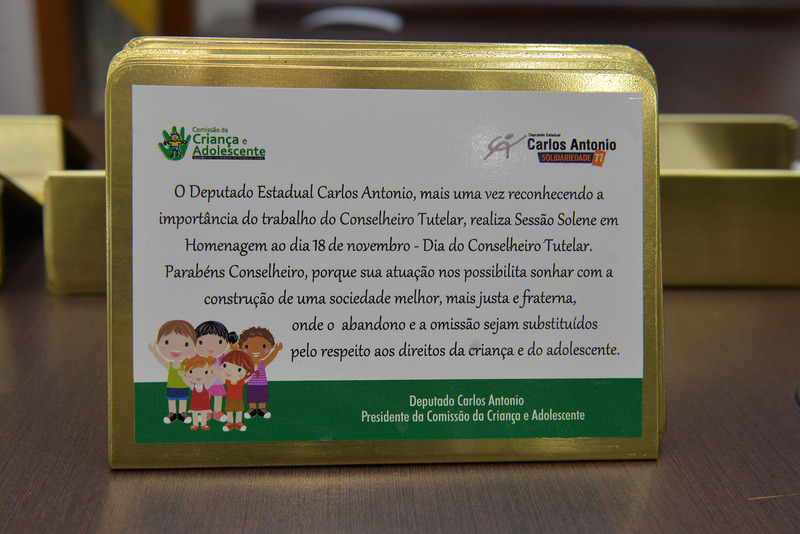 Comissão da
Criança e
Adolescente
Deputado Estadual
Carlos Antonio
SOLIDARIEDADE 77
O Deputado Estadual Carlos Antonio, mais uma vez reconhecendo a
importância do trabalho do Conselheiro Tutelar, realiza Sessão Solene em
Homenagem ao dia 18 de novembro - Dia do Conselheiro Tutelar.
Parabéns Conselheiro, porque sua atuação nos possibilita sonhar com a
construção de uma sociedade melhor, mais justa e fraterna,
onde o abandono e a omissão sejam substituídos
pelo respeito aos direitos da criança e do adolescente.
Deputado Carlos Antonio
Presidente da Comissão da Criança e Adolescente